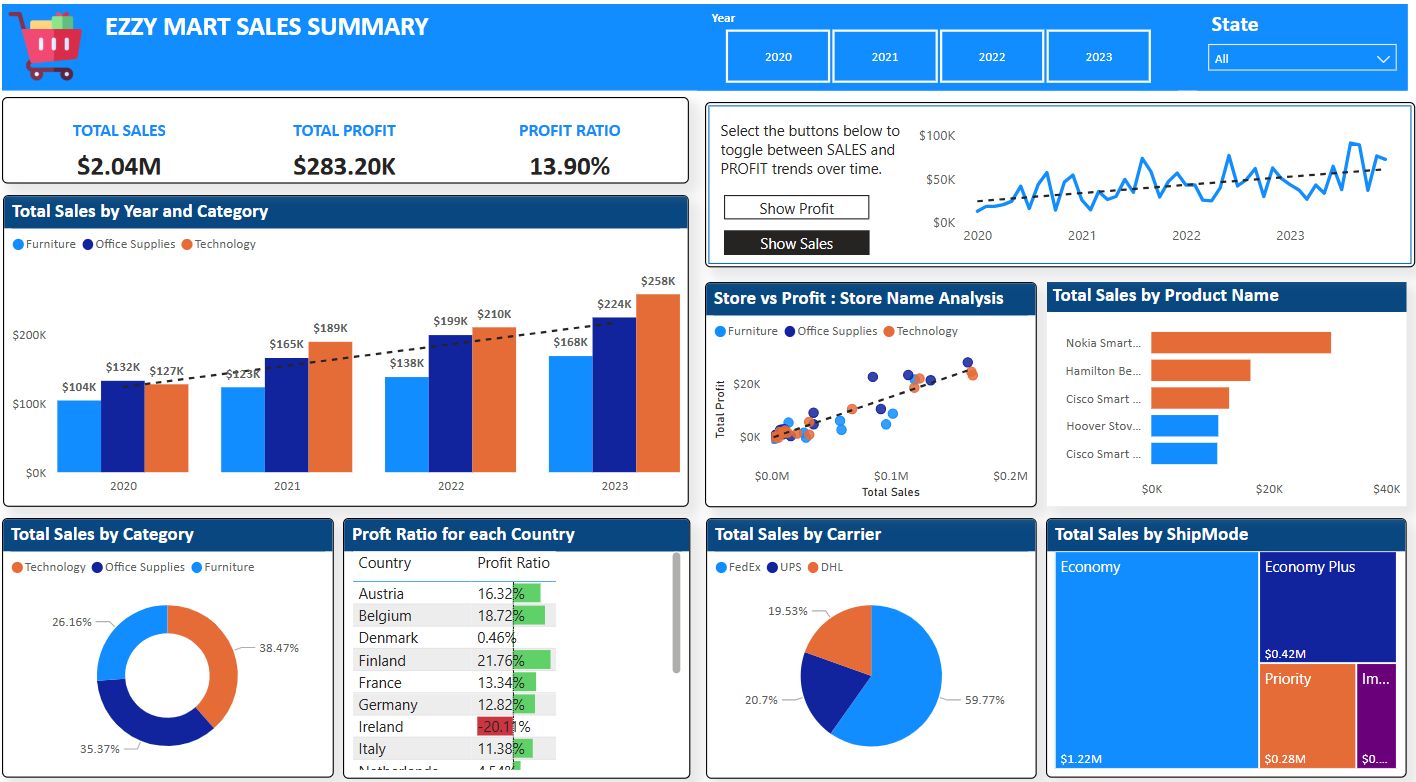 EZZY MART SALES SUMMARY
Year
2020
2021
2022
2023
State
All
TOTAL SALES
TOTAL PROFIT
PROFIT RATIO
$2.04M
$283.20K
13.90%
Select the buttons below to
toggle between SALES and
PROFIT trends over time.
Show Profit
Show Sales
$100K
$50K
$0K
2020
2021
2022
2023
Total Sales by Year and Category
Furniture
Office Supplies
Technology
$200K
$100K
$0K
$104K
$132K
$127K
$123K
$165K
$189K
$138K
$199K
$210K
$168K
$224K
$258K
2020
2021
2022
2023
Store vs Profit : Store Name Analysis
Furniture
Office Supplies
Technology
Total Profit
$20K
$0K
$0.0M
$0.1M
$0.2M
Total Sales
Total Sales by Product Name
Nokia Smart...
Hamilton Be...
Cisco Smart ...
Hoover Stov...
Cisco Smart ...
$0K
$20K
$40K
Total Sales by Category
Technology
Office Supplies
Furniture
26.16%
38.47%
35.37%
Proft Ratio for each Country
Country Profit Ratio
Austria 16.32%
Belgium 18.72%
Denmark 0.46%
Finland 21.76%
France 13.34%
Germany 12.82%
Ireland -20.11%
Italy 11.38%
Netherlands 4.54%
Total Sales by Carrier
FedEx
UPS
DHL
19.53%
20.7%
59.77%
Total Sales by ShipMode
Economy
$1.22M
Economy Plus
$0.42M
Priority
$0.28M
Im...
$0....